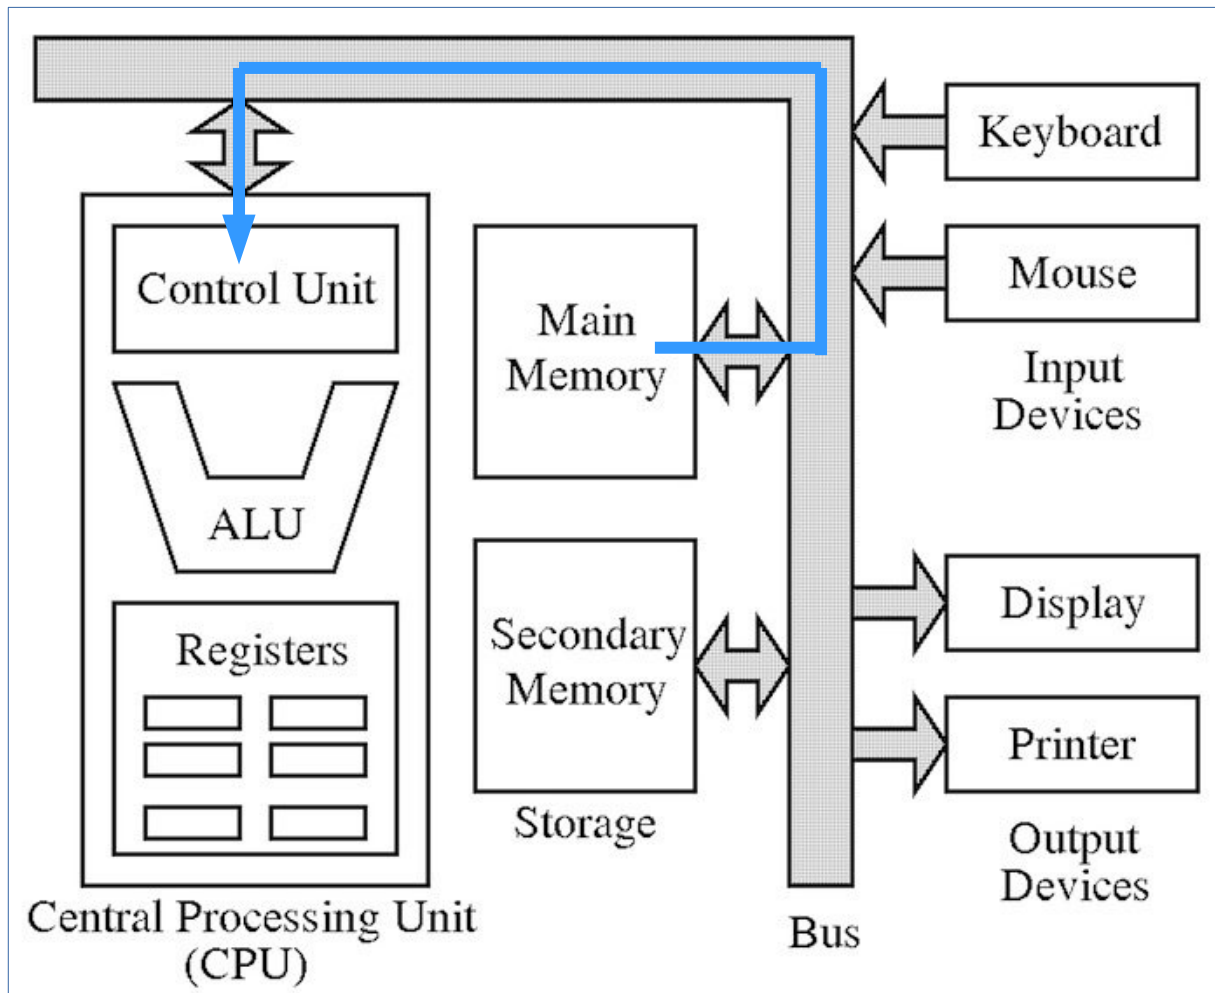 Control Unit
ALU
Registers
Central Processing Unit
(CPU)
Main
Memory
Secondary
Memory
Storage
Bus
Keyboard
Mouse
Input
Devices
Display
Printer
Output
Devices